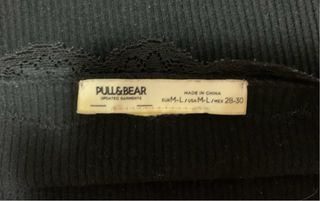 PULL&BEAR
UPDATED GARMENTS
MADE IN CHINA
EUR M-L / USA M-L / MEX 28-30